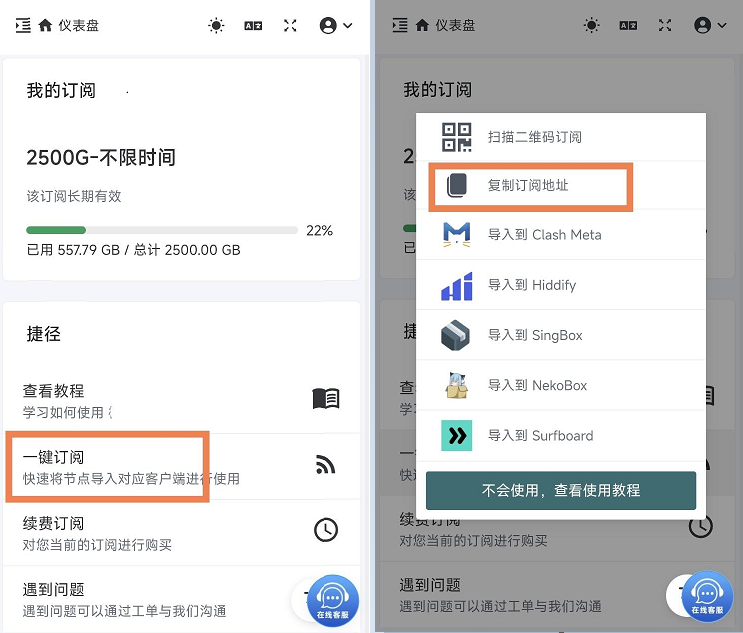 仪表盘
我的订阅
2500G-不限时间
该订阅长期有效
22%
已用 557.79 GB / 总计 2500.00 GB
捷径
查看教程
学习如何使用
一键订阅
快速将节点导入对应客户端进行使用
续费订阅
对您当前的订阅进行购买
遇到问题
遇到问题可以通过工单与我们沟通
在线客服
仪表盘
我的订阅
扫描二维码订阅
复制订阅地址
导入到 Clash Meta
导入到 Hiddify
导入到 SingBox
导入到 NekoBox
导入到 Surfboard
不会使用，查看使用教程
续费订阅
对您当前的订阅进行购买
遇到问题
遇到问题可以通过工单与我们沟通
在线客服